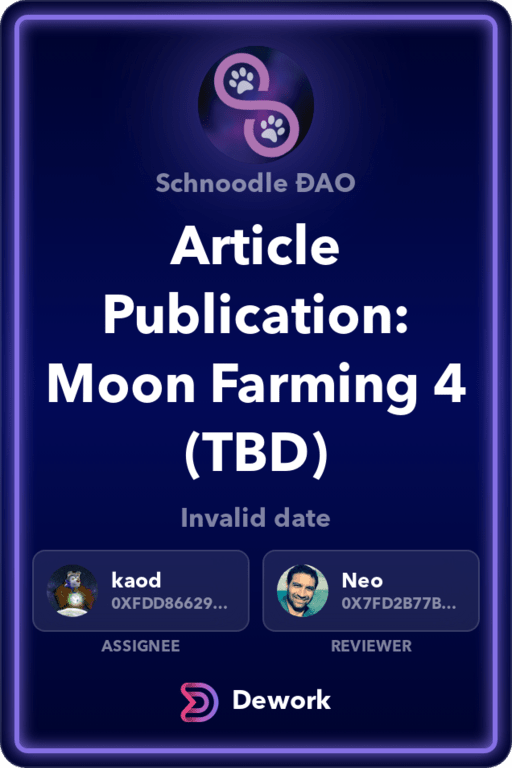 Schnoodle ĐAO
Article
Publication:
Moon Farming 4
(TBD)
Invalid date
kaod
0XFDD86629...
Neo
0X7FD2B77B...
ASSIGNEE
REVIEWER
Dework